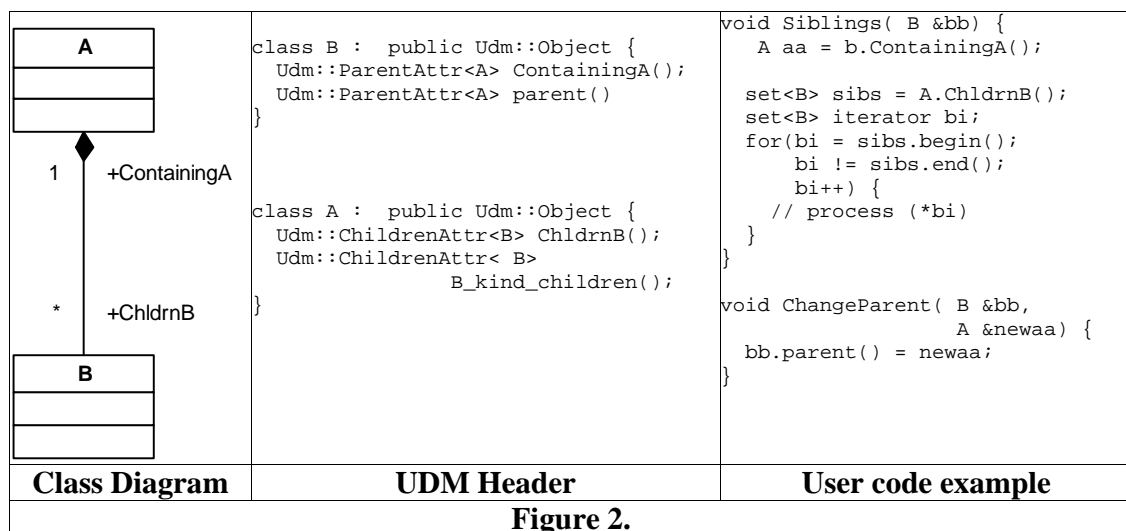 A
1
+ContainingA
*
+ChldrnB
B
class B :  public Udm::Object {
  Udm::ParentAttr<A> ContainingA();
  Udm::ParentAttr<A> parent()
}
class A :  public Udm::Object {
  Udm::ChildrenAttr<B> ChldrnB();
  Udm::ChildrenAttr< B>
                B_kind_children();
}
void Siblings( B &bb) {
   A aa = b.ContainingA();
  set<B> sibs = A.ChldrnB();
  set<B> iterator bi;
  for(bi = sibs.begin();
      bi != sibs.end();
      bi++) {
    // process (*bi)
  }
}
void ChangeParent( B &bb,
                   A &newaa) {
  bb.parent() = newaa;
}
Class Diagram
UDM Header
User code example
Figure 2.